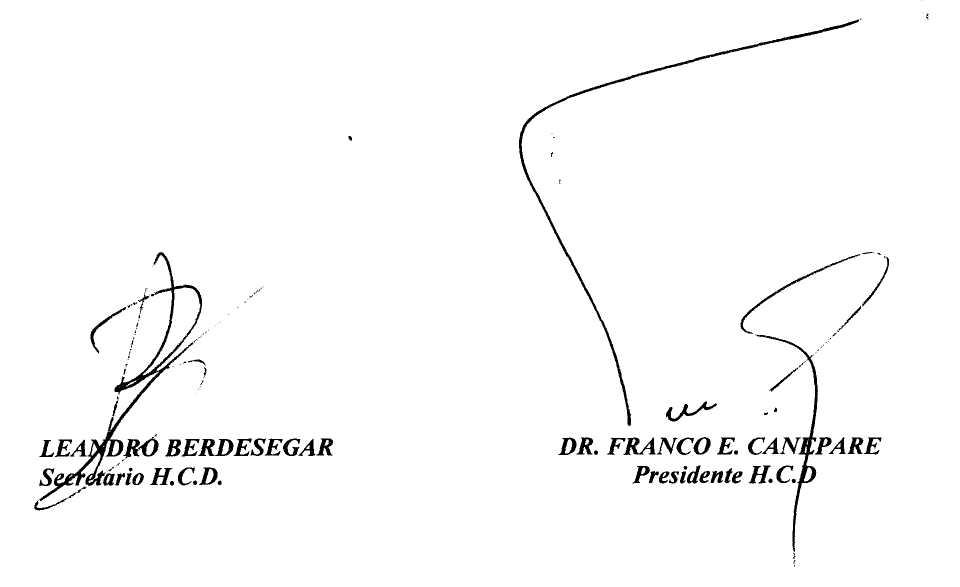 LEANDRO BERDESEGAR
Secretario H.C.D.
DR. FRANCO E. CANEPARE
Presidente H.C.D